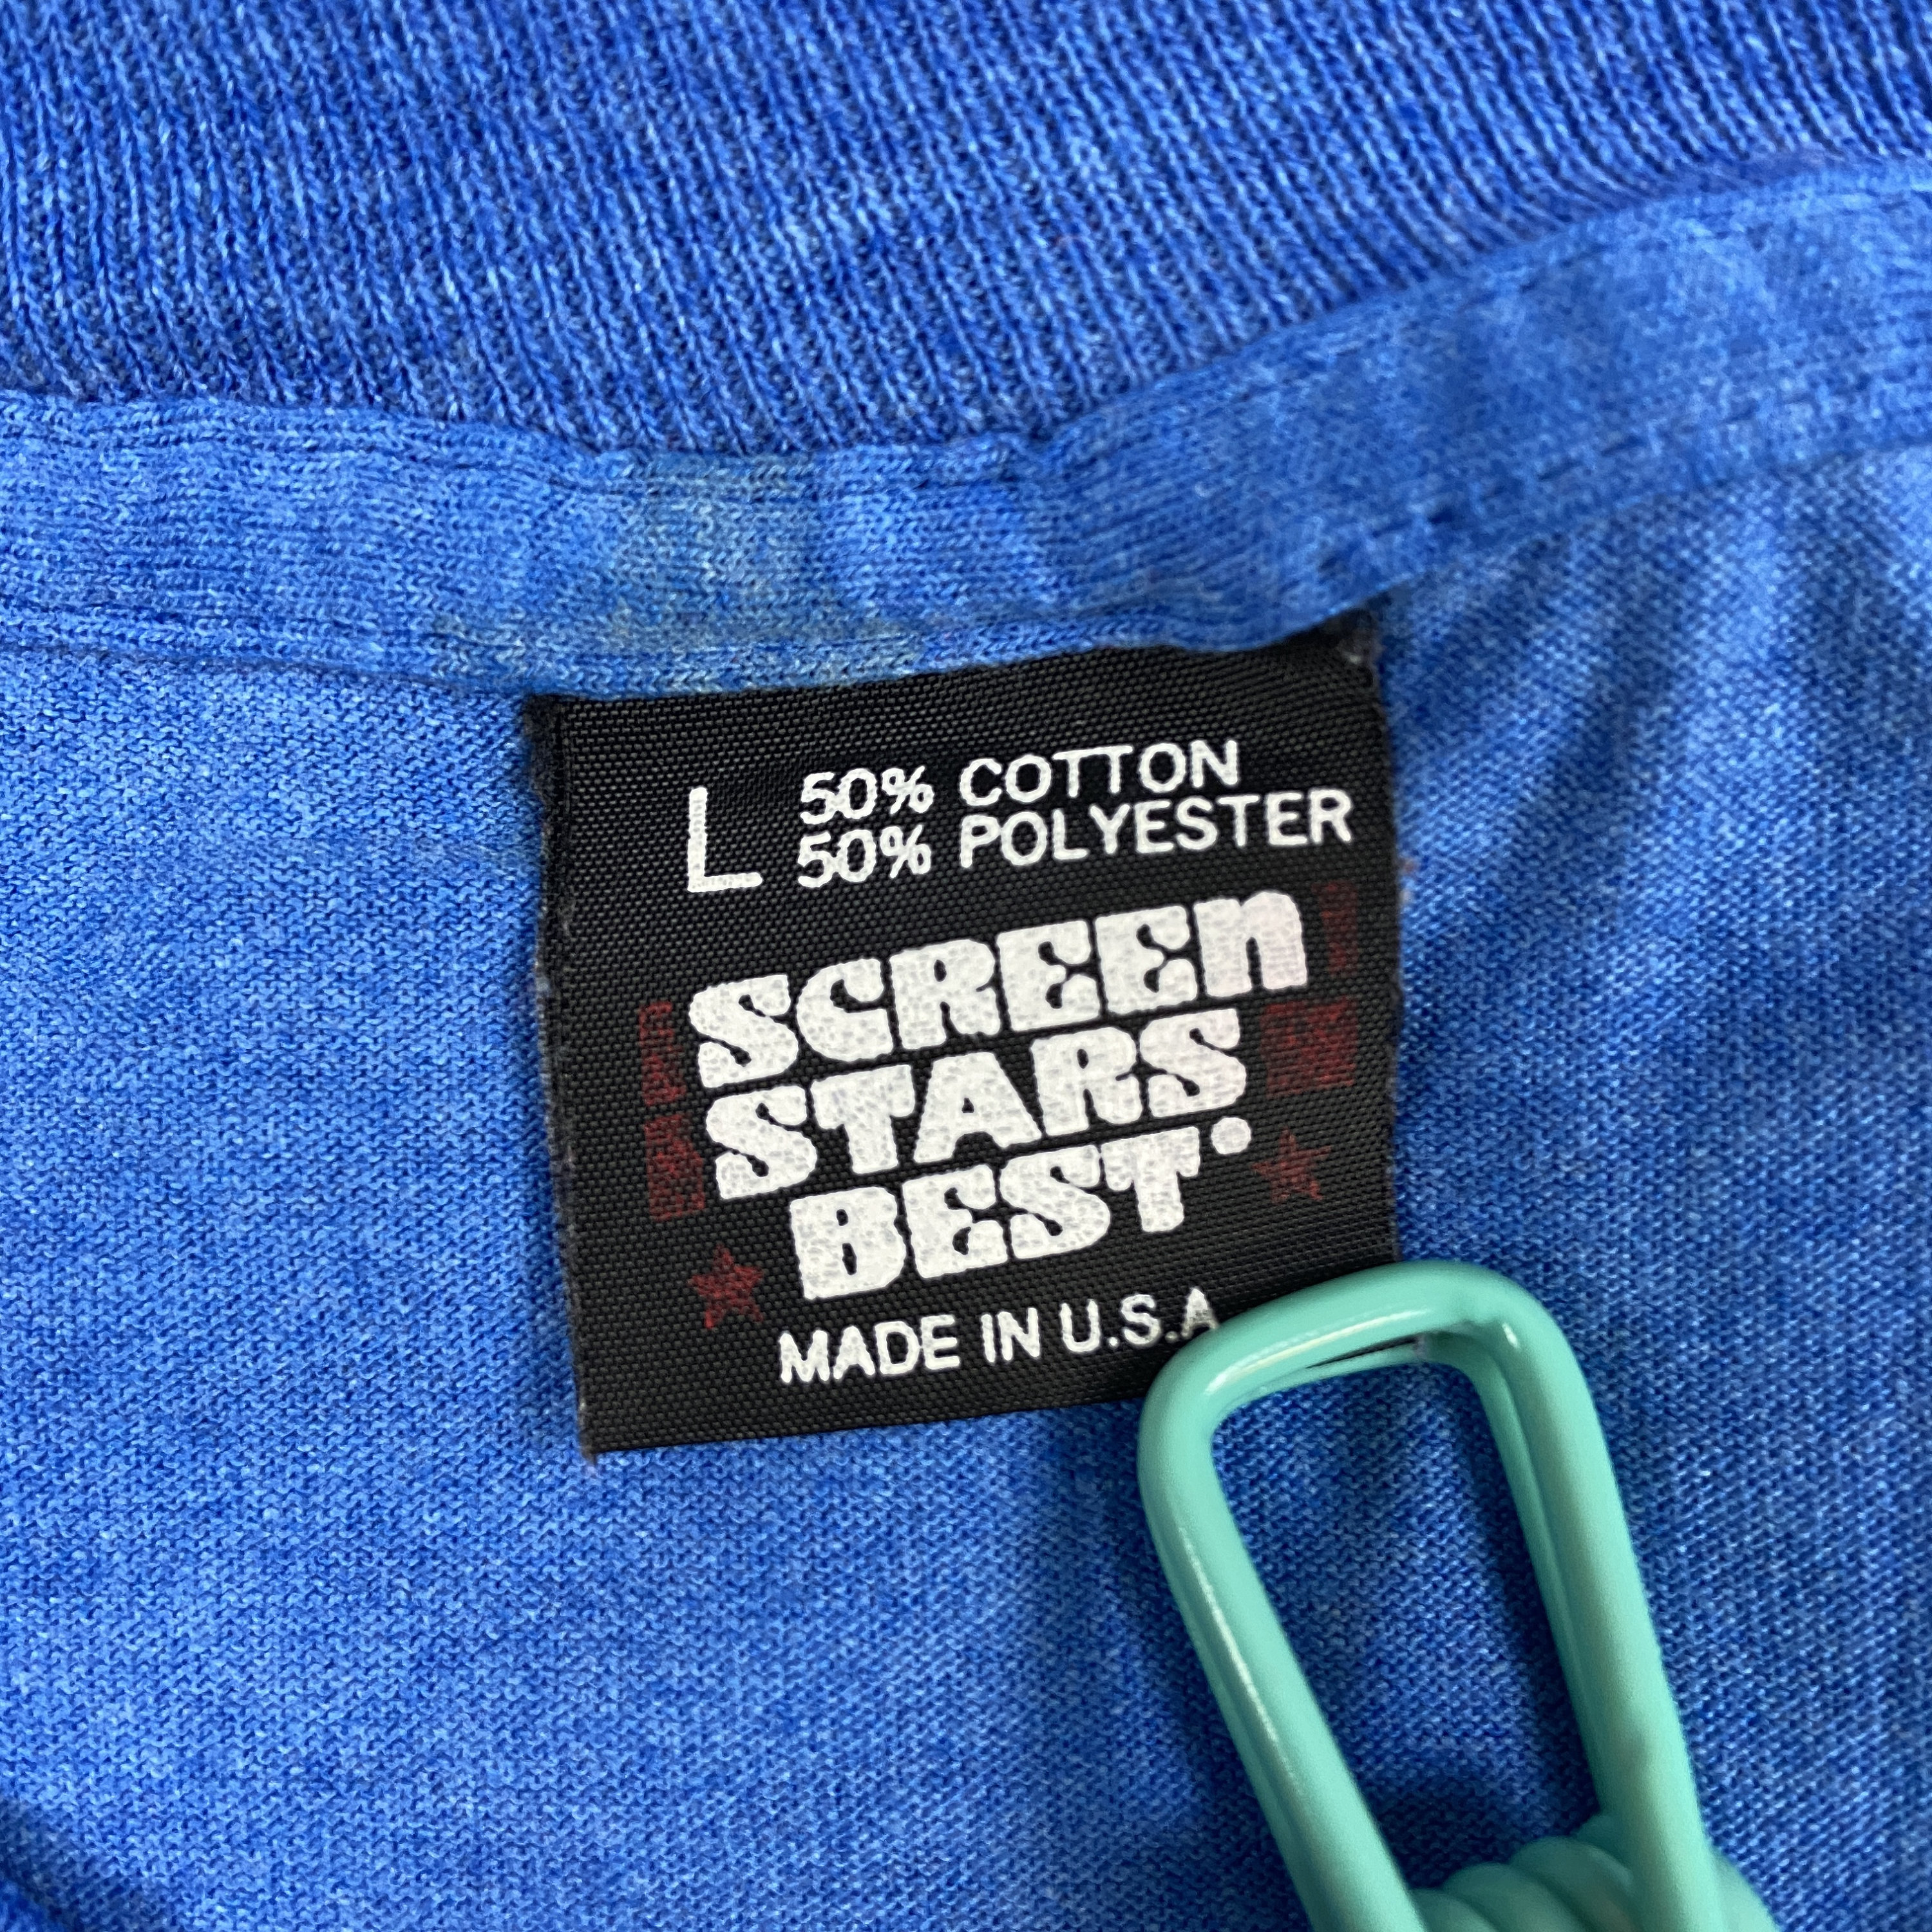 L 50% COTTON
50% POLYESTER
SCREEN
STARS
BEST
MADE IN U.S.A